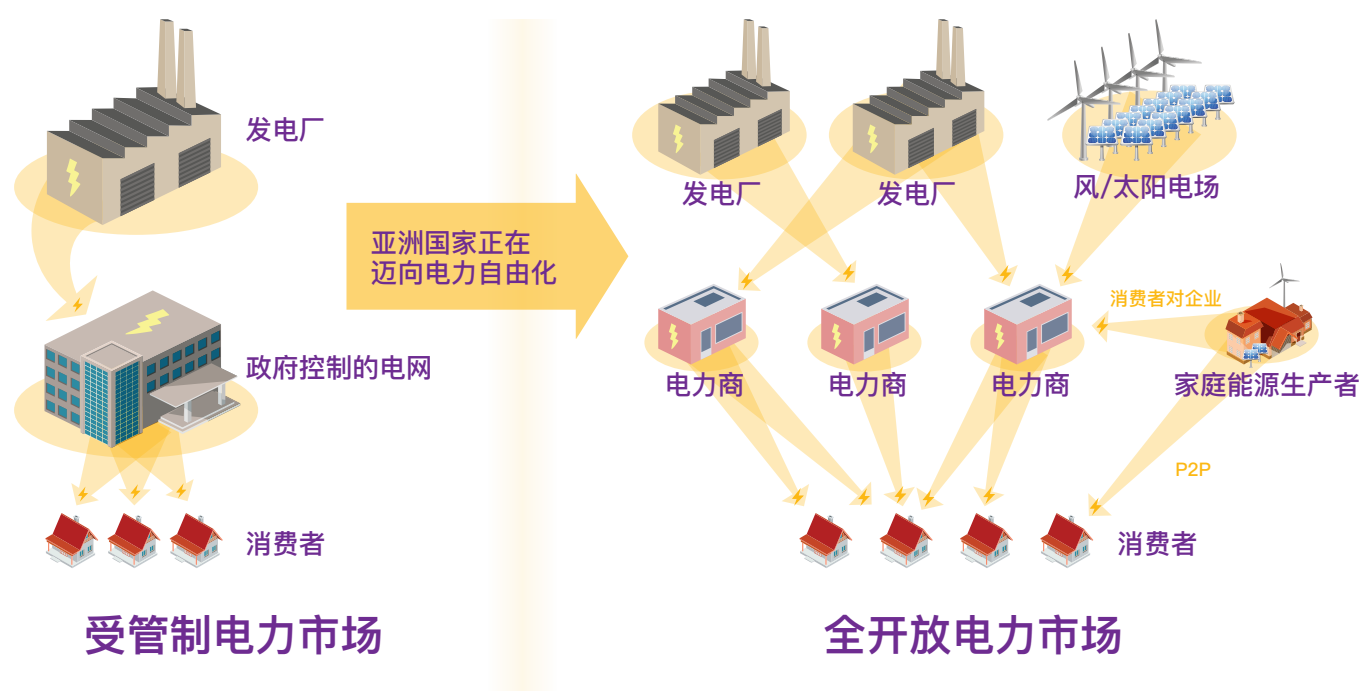 发电厂
政府控制的电网
消费者
受管制电力市场
亚洲国家正在
迈向电力自由化
发电厂
发电厂
风/太阳电场
消费者对企业
电力商
电力商
电力商
家庭能源生产者
P2P
消费者
全开放电力市场